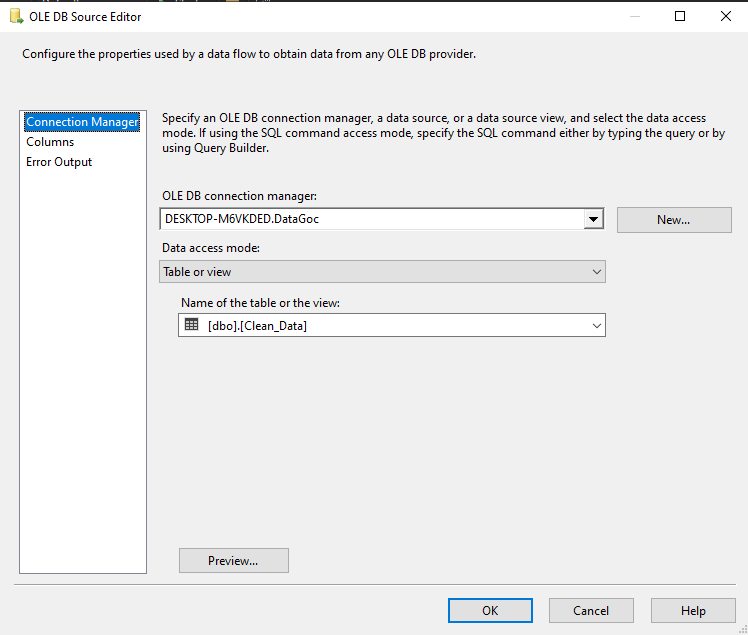 OLE DB Source Editor
Configure the properties used by a data flow to obtain data from any OLE DB provider.
Connection Manager
Columns
Error Output
Specify an OLE DB connection manager, a data source, or a data source view, and select the data access
mode. If using the SQL command access mode, specify the SQL command either by typing the query or by
using Query Builder.
OLE DB connection manager:
DESKTOP-M6VKDED.DataGoc
New...
Data access mode:
Table or view
Name of the table or the view:
[dbo].[Clean_Data]
Preview...
OK
Cancel
Help